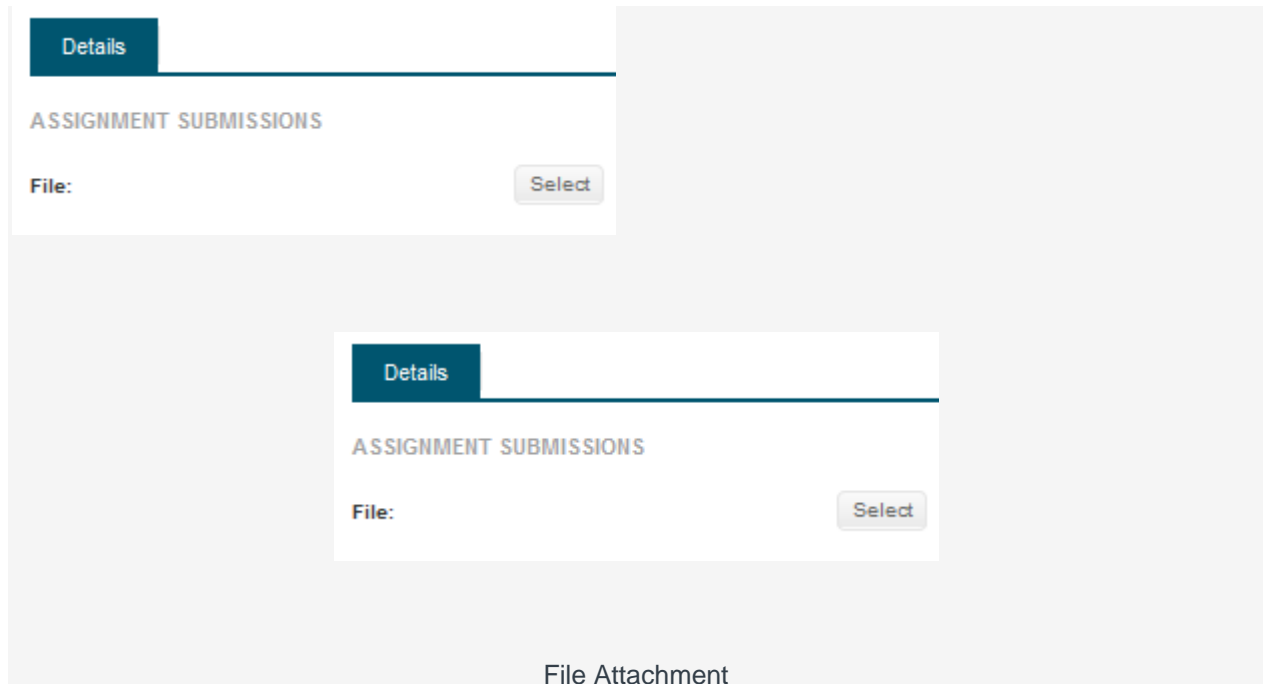 Details
ASSIGNMENT SUBMISSIONS
File: Select
Details
ASSIGNMENT SUBMISSIONS
File: Select
File Attachment